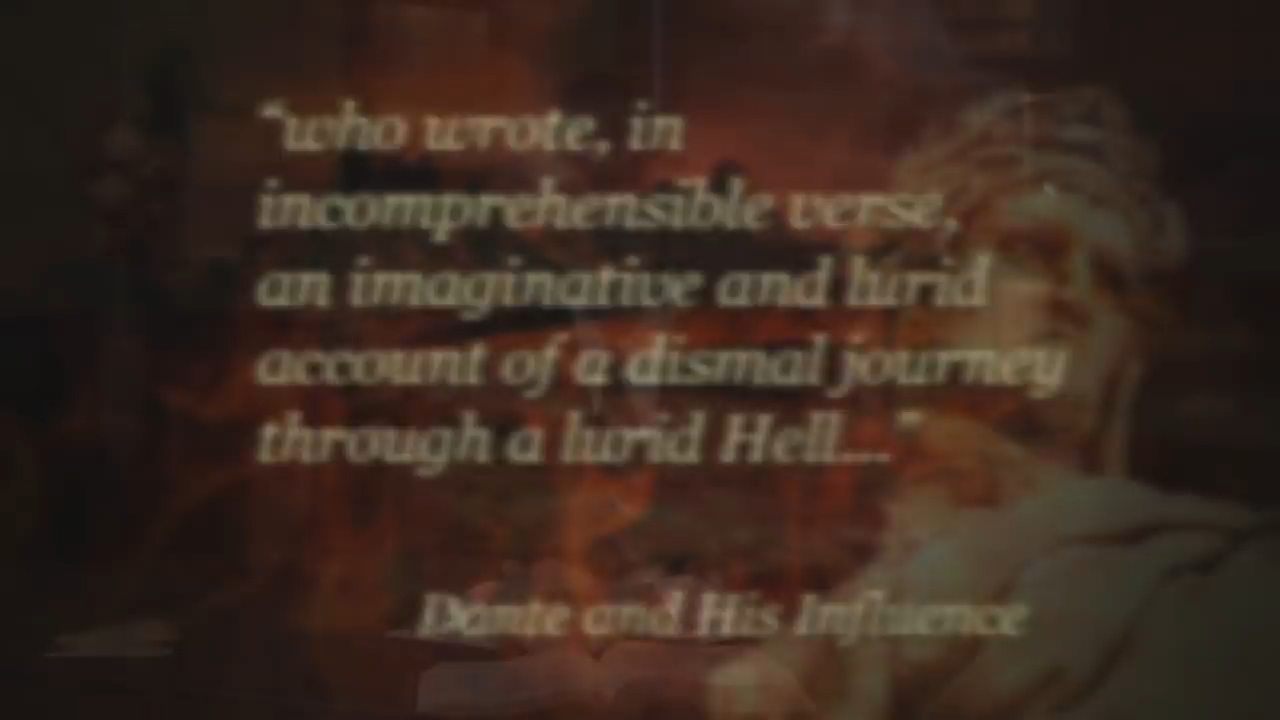 “who wrote, in
incomprehensible verse,
an imaginative and lurid
account of a dismal journey
through a lurid Hell...”
Dante and His Influence